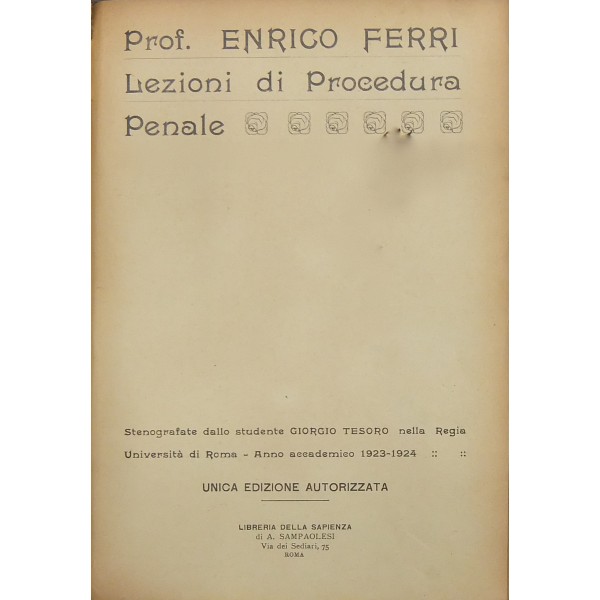 Prof. ENRICO FERRI
Lezioni di Procedura
Penale
Stenografate dallo studente GIORGIO TESORO nella Regia
Università di Roma - Anno accademico 1923-1924 :: ::
UNICA EDIZIONE AUTORIZZATA
LIBRERIA DELLA SAPIENZA
di A. SAMPAOLESI
Via dei Sediari, 75
ROMA